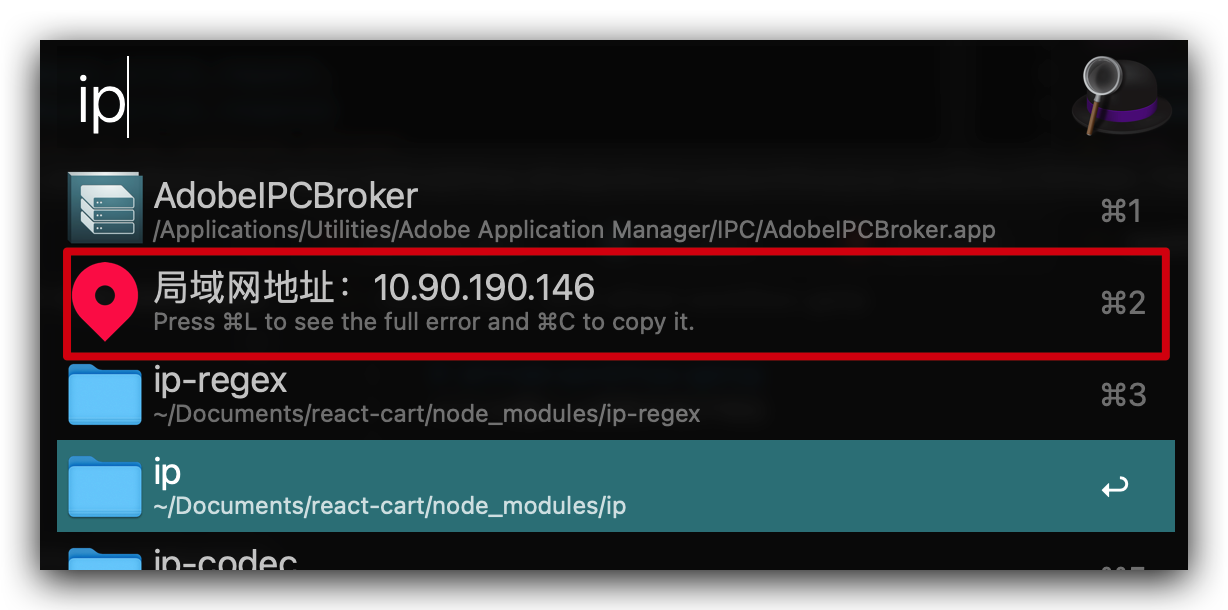 ip
AdobeIPCBroker
/Applications/Utilities/Adobe Application Manager/IPC/AdobeIPCBroker.app
⌘1
局域网地址：10.90.190.146
Press ⌘L to see the full error and ⌘C to copy it.
⌘2
ip-regex
~/Documents/react-cart/node_modules/ip-regex
⌘3
ip
~/Documents/react-cart/node_modules/ip
ip-codec